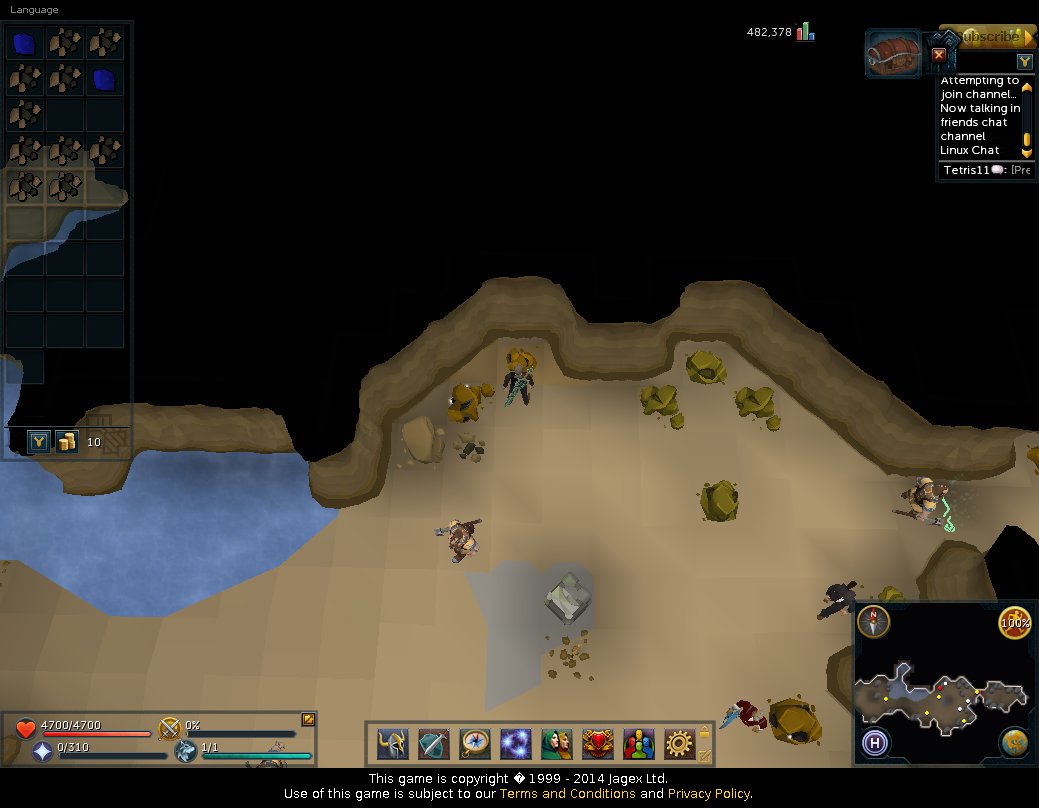 Language
482,378
ubscribe
Attempting to
join channel...
Now talking in
friends chat
channel
Linux Chat
Tetris11: [Pre
10
N
100%
H
4700/4700
0%
0/310
1/1
This game is copyright � 1999 - 2014 Jagex Ltd.
Use of this game is subject to our Terms and Conditions and Privacy Policy.